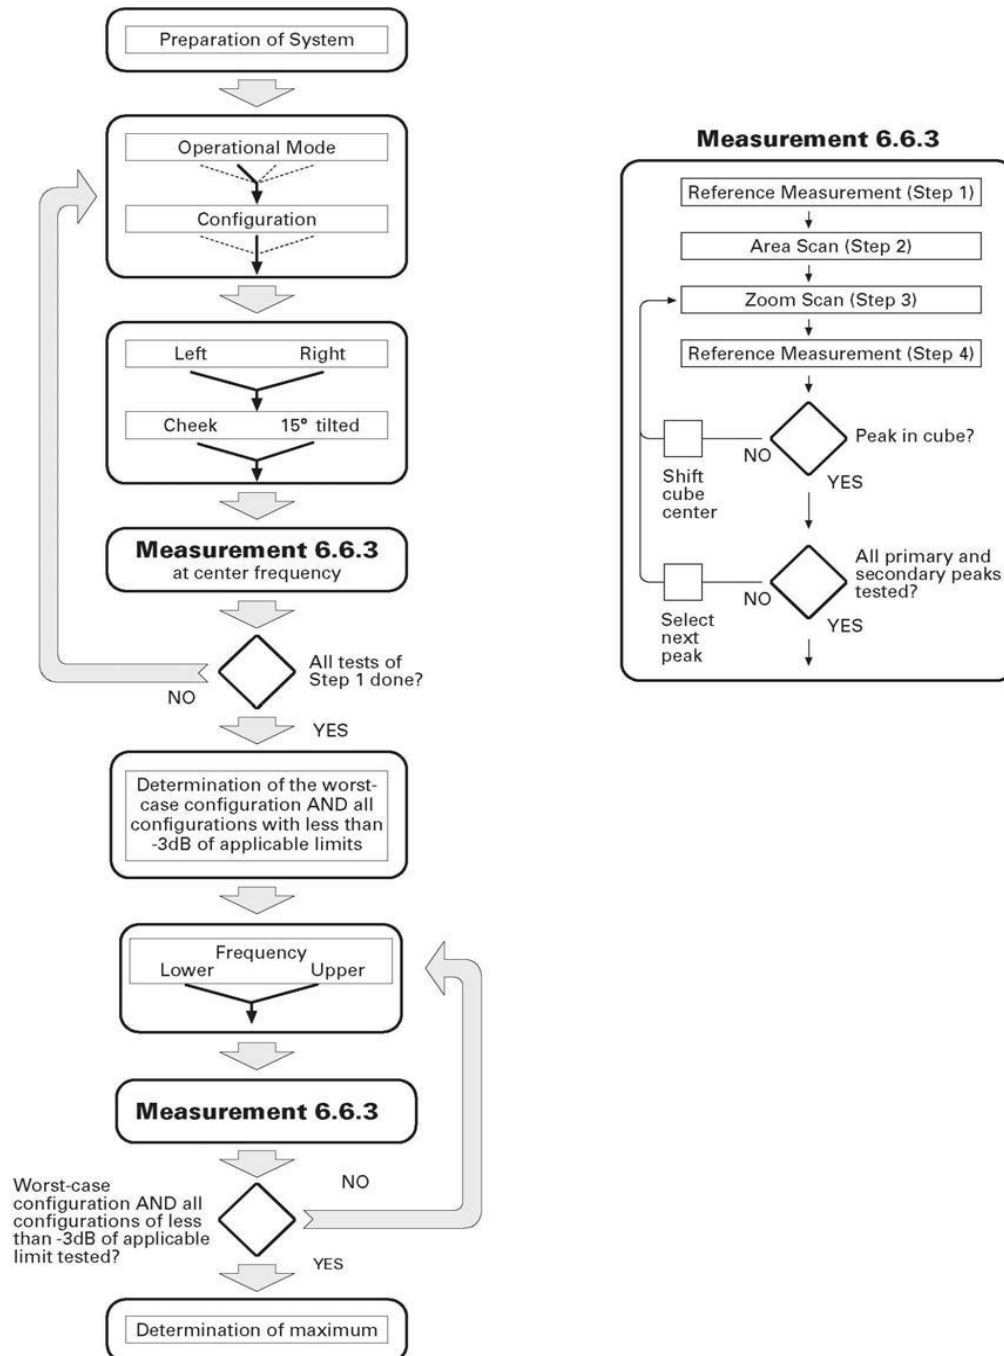 Preparation of System
Operational Mode
Configuration
Left Right
Cheek 15° tilted
Measurement 6.6.3
at center frequency
All tests of
Step 1 done?
NO
YES
Determination of the worst-
case configuration AND all
configurations with less than
-3dB of applicable limits
Frequency
Lower Upper
Measurement 6.6.3
Worst-case
configuration AND all
configurations of less
than -3dB of applicable
limit tested?
NO
YES
Determination of maximum
Measurement 6.6.3
Reference Measurement (Step 1)
Area Scan (Step 2)
Zoom Scan (Step 3)
Reference Measurement (Step 4)
Peak in cube?
NO
YES
Shift
cube
center
All primary and
secondary peaks
tested?
NO
YES
Select
next
peak